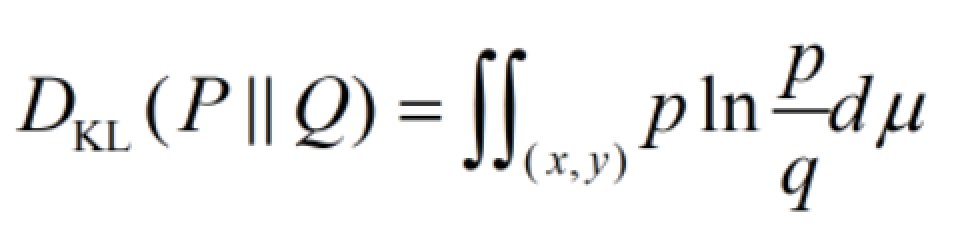 D_KL(P||Q) = ∬_(x,y) p ln p/q dμ